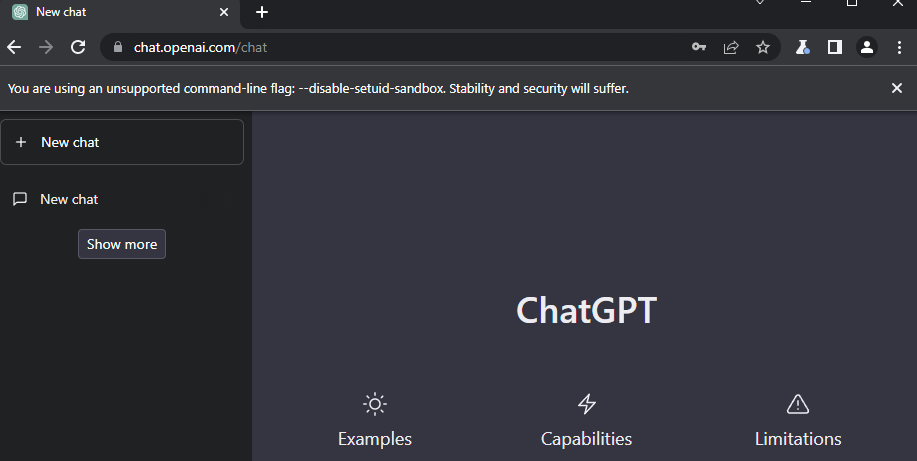 New chat
chat.openai.com/chat
You are using an unsupported command-line flag: --disable-setuid-sandbox. Stability and security will suffer.
New chat
New chat
Show more
ChatGPT
Examples
Capabilities
Limitations